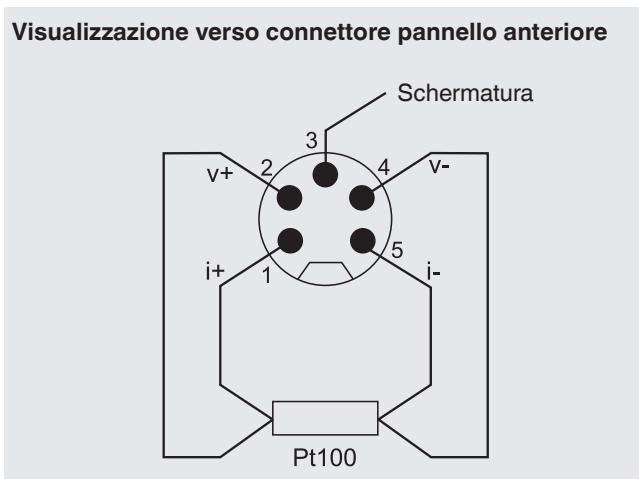 Visualizzazione verso connettore pannello anteriore
Schermatura
3
2
4
v+
v-
1
5
i+
i-
Pt100